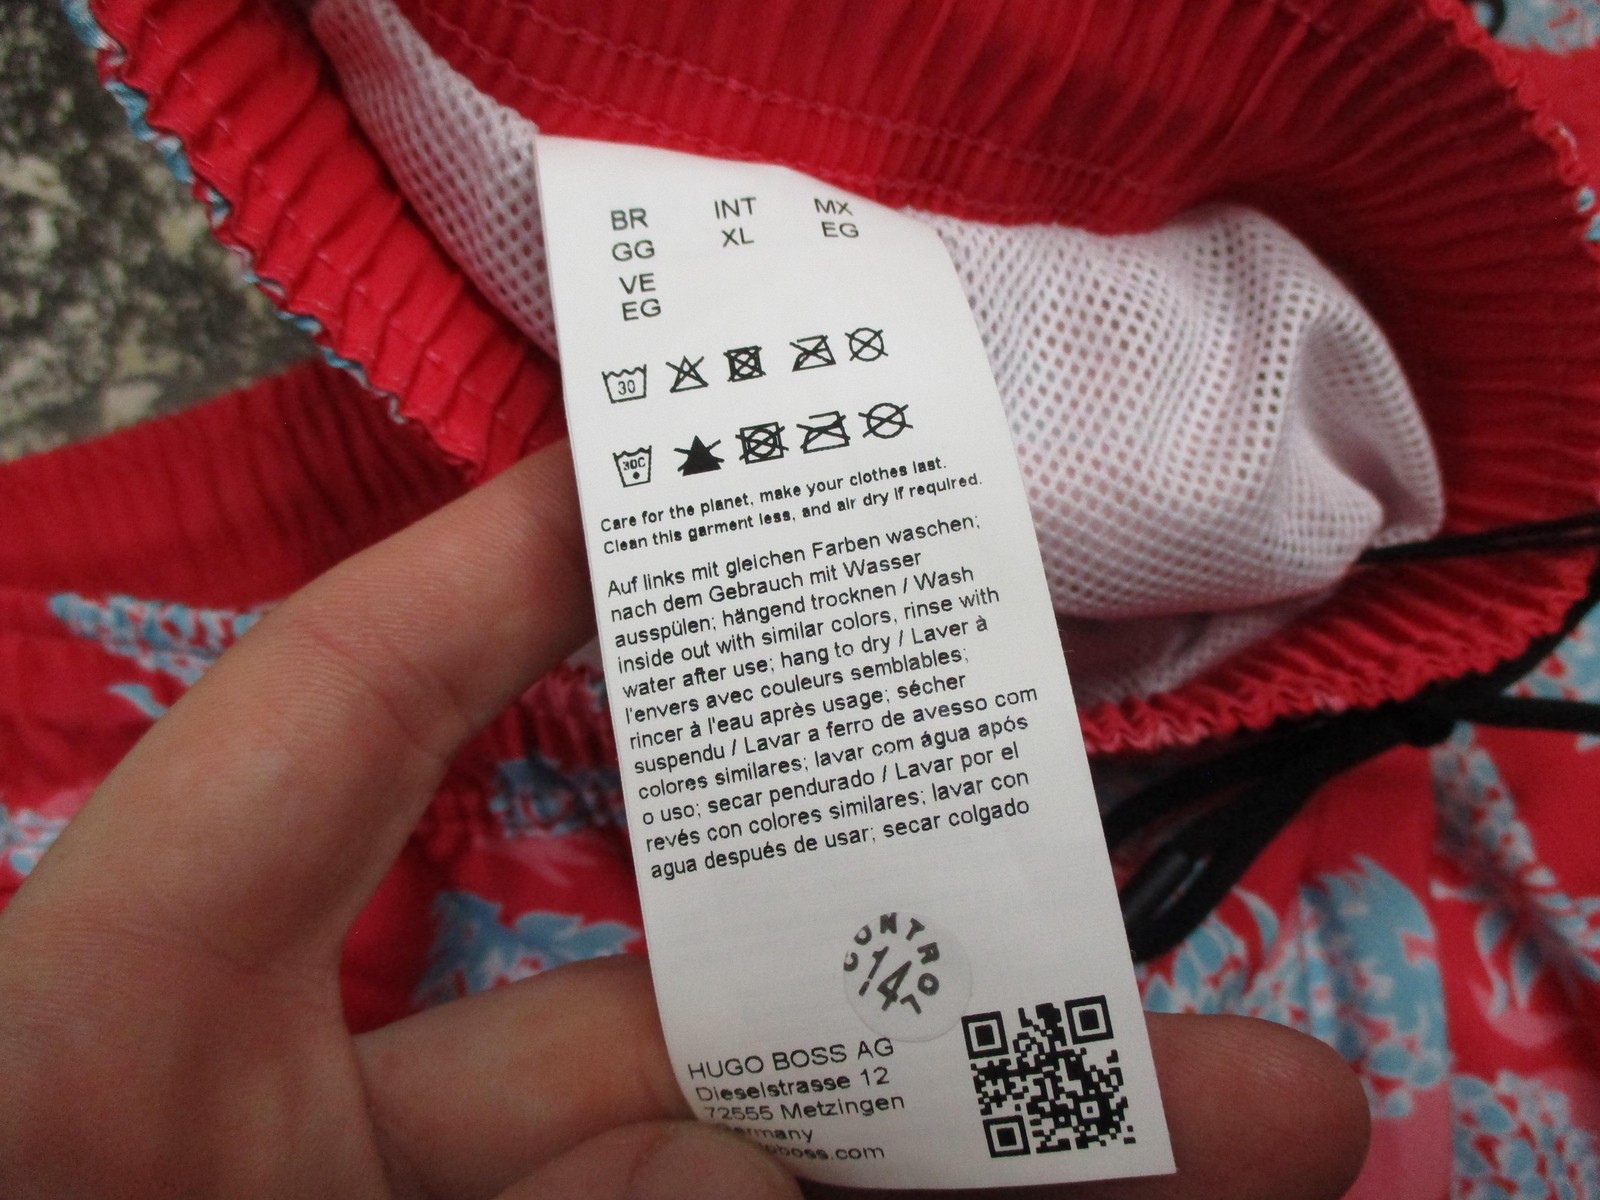 BR INT MX
GG XL EG
VE
EG
30
30C
Care for the planet, make your clothes last.
Clean this garment less, and air dry if required.
Auf links mit gleichen Farben waschen;
nach dem Gebrauch mit Wasser
ausspülen; hängend trocknen / Wash
inside out with similar colors, rinse with
water after use; hang to dry / Laver à
l'envers avec couleurs semblables;
rincer à l'eau après usage; sécher
suspendu / Lavar a ferro de avesso com
colores similares; lavar com água após
o uso; secar pendurado / Lavar por el
revés con colores similares; lavar con
agua después de usar; secar colgado
CONTROL
14
HUGO BOSS AG
Dieselstrasse 12
72555 Metzingen